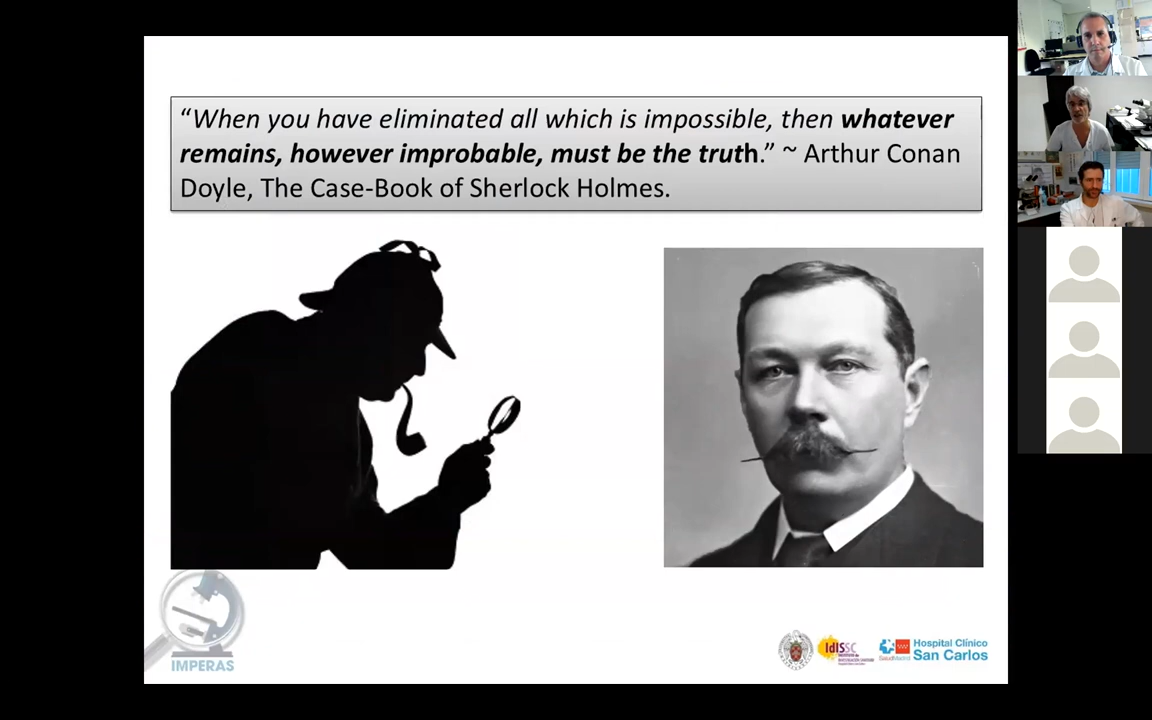 “When you have eliminated all which is impossible, then whatever
remains, however improbable, must be the truth.” ~ Arthur Conan
Doyle, The Case-Book of Sherlock Holmes.
IMPERAS
IdISSC
SaludMadrid
Hospital Clínico
San Carlos